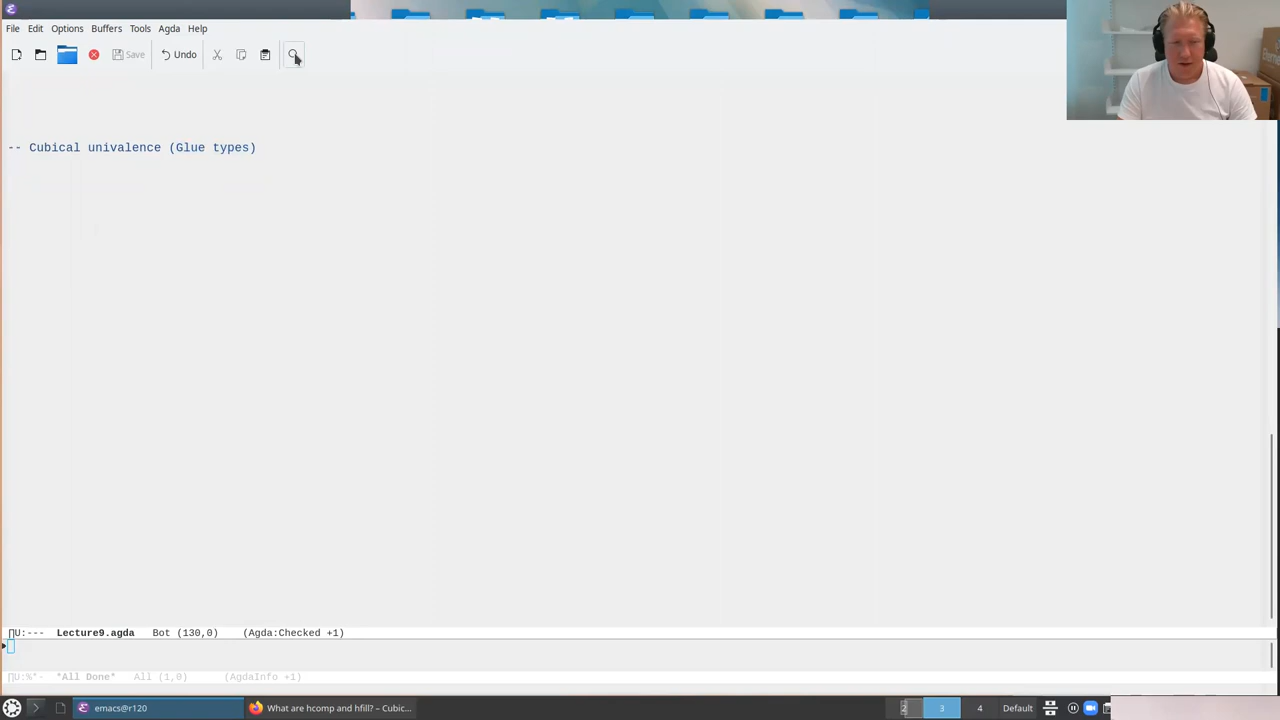 File Edit Options Buffers Tools Agda Help
Save Undo
-- Cubical univalence (Glue types)
∏U:--- Lecture9.agda Bot (130,0) (Agda:Checked +1)
∏U:%*- *All Done* All (1,0) (AgdaInfo +1)
emacs@r120 What are hcomp and hfill? – Cubic... 2 3 4 Default